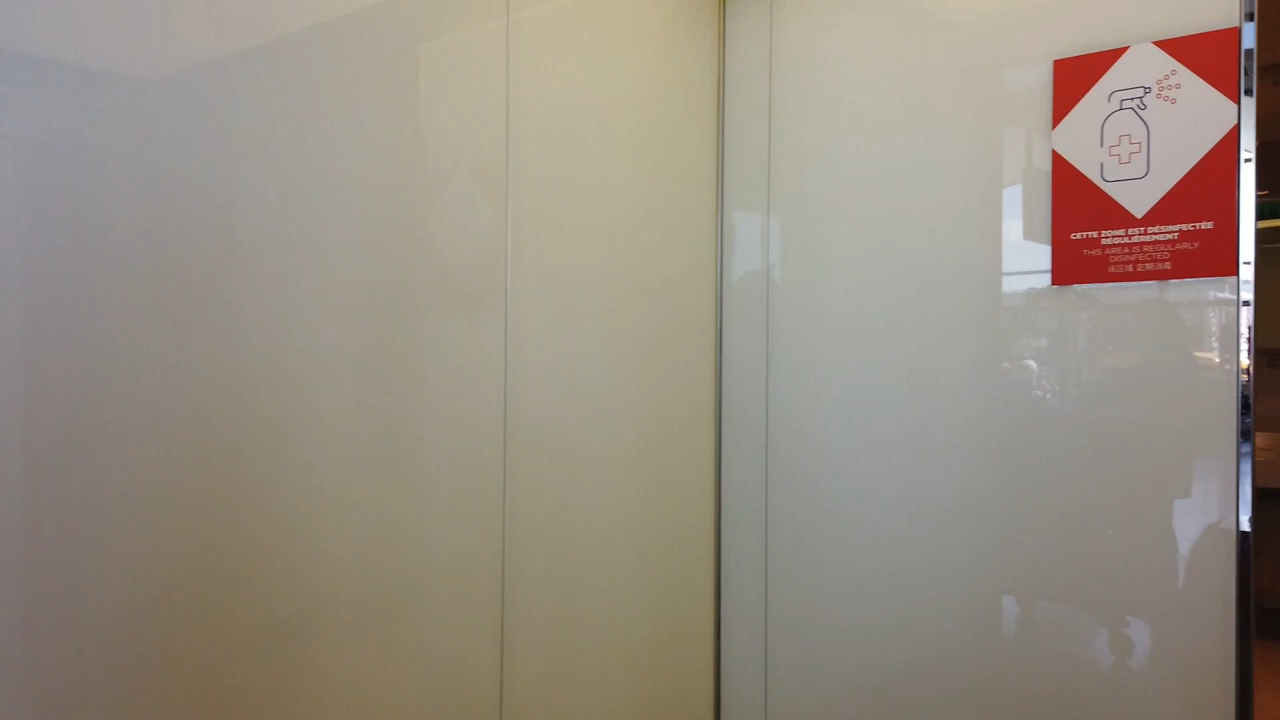 CETTE ZONE EST DÉSINFECTÉE
RÉGULIÈREMENT
THIS AREA IS REGULARLY
DISINFECTED
该区域 定期消毒